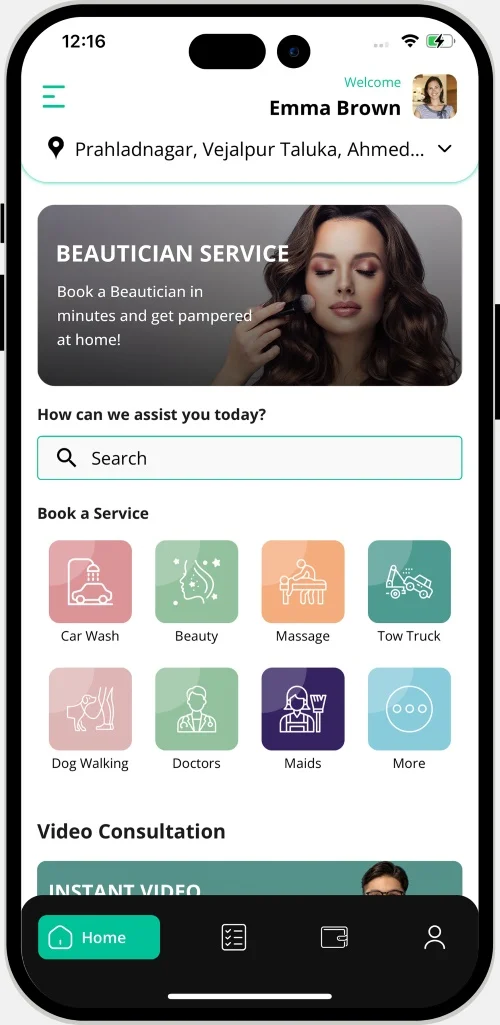 12:16
Welcome
Emma Brown
Prahladnagar, Vejalpur Taluka, Ahmed...
BEAUTICIAN SERVICE
Book a Beautician in
minutes and get pampered
at home!
How can we assist you today?
Search
Book a Service
Car Wash
Beauty
Massage
Tow Truck
Dog Walking
Doctors
Maids
More
Video Consultation
INSTANT VIDEO
Home